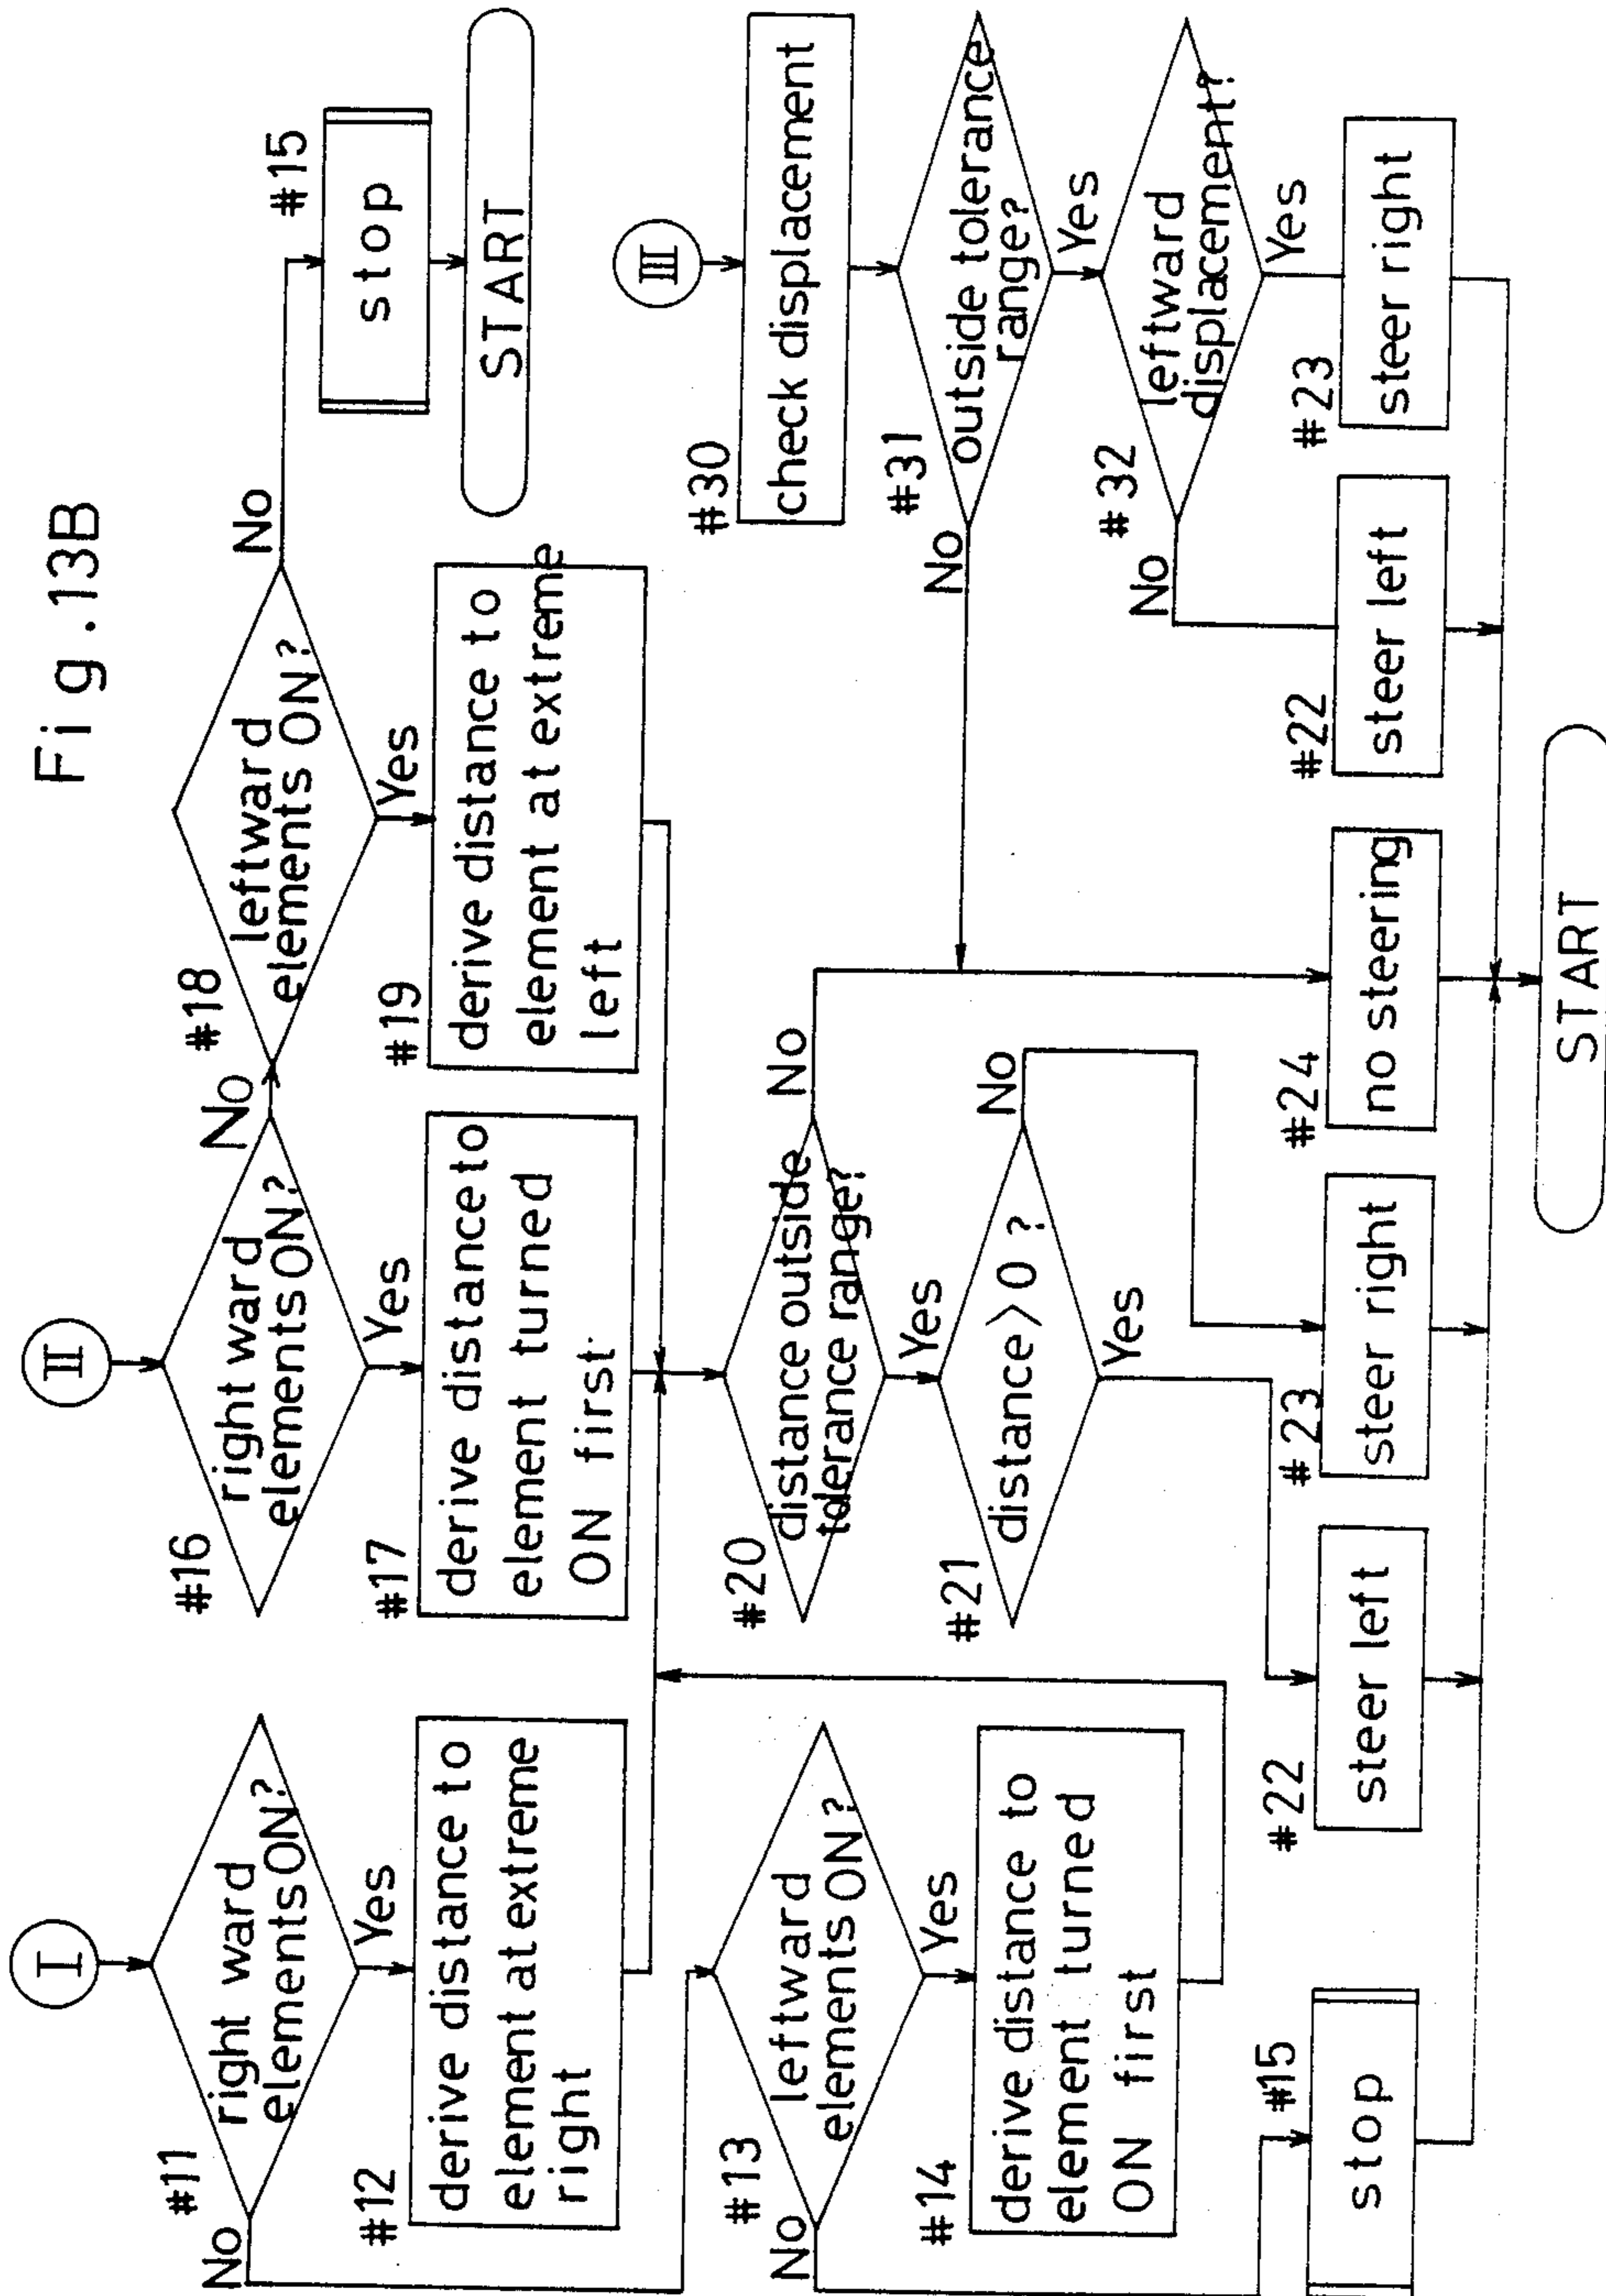 Fig.13B
I
#11
right ward
elements ON?
No
Yes
#12
derive distance to
element at extreme
right
#13
leftward
elements ON?
No
Yes
#14
derive distance to
element turned
ON first
#15
stop
II
#16
right ward
elements ON?
No
Yes
#17
derive distance to
element turned
ON first
#18
leftward
elements ON?
No
Yes
#19
derive distance to
element at extreme
left
#15
stop
START
#20
distance outside
tolerance range?
No
Yes
#21
distance>0?
No
Yes
#22
steer left
#23
steer right
#24
no steering
III
#30
check displacement
#31
outside tolerance
range?
No
Yes
#32
leftward
displacement?
No
Yes
#22
steer left
#23
steer right
START